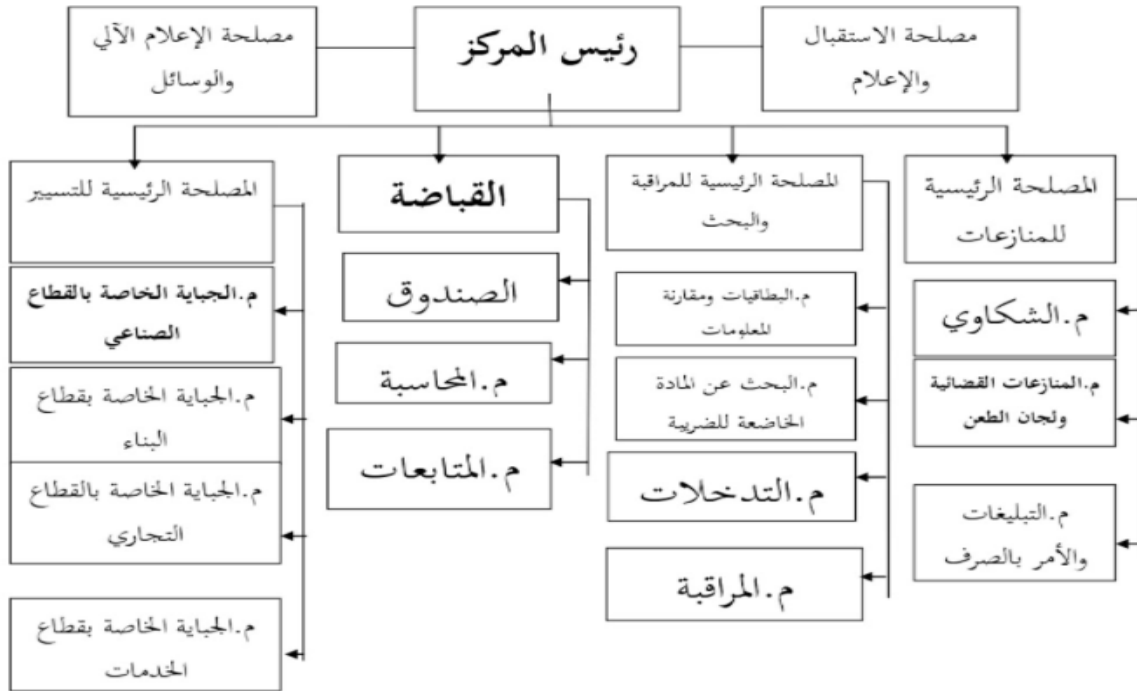 مصلحة الاستقبال
والإعلام
رئيس المركز
مصلحة الإعلام الآلي
والوسائل
المصلحة الرئيسية
للمنازعات
م.الشكاوي
م.المنازعات القضائية
ولجان الطعن
م.التبليغات
والأمر بالصرف
المصلحة الرئيسية للمراقبة
والبحث
م.البطاقيات ومقارنة
المعلومات
م.البحث عن المادة
الخاضعة للضريبة
م.التدخلات
م.المراقبة
القباضة
الصندوق
م.المحاسبة
م.المتابعات
المصلحة الرئيسية للتسيير
م.الجباية الخاصة بالقطاع
الصناعي
م.الجباية الخاصة بقطاع
البناء
م.الجباية الخاصة بالقطاع
التجاري
م.الجباية الخاصة بقطاع
الخدمات